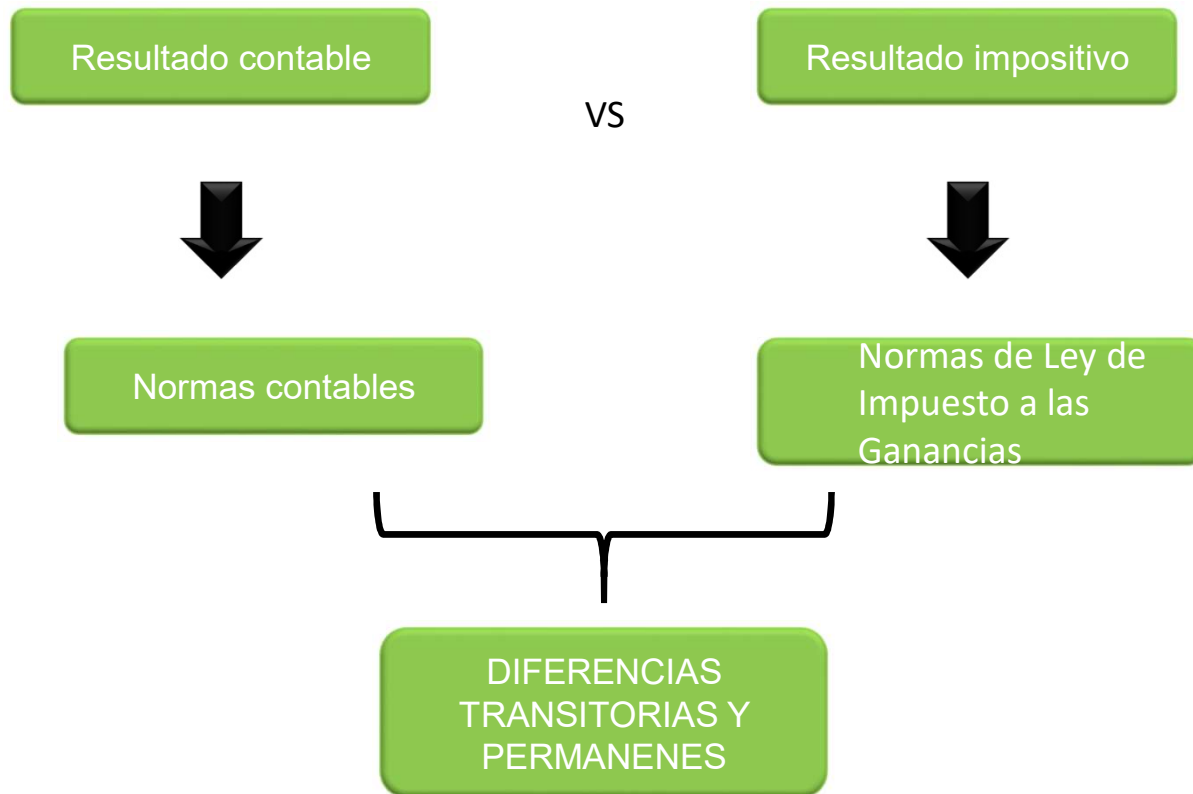 Resultado contable
Resultado impositivo
VS
Normas contables
Normas de Ley de
Impuesto a las
Ganancias
DIFERENCIAS
TRANSITORIAS Y
PERMANENES